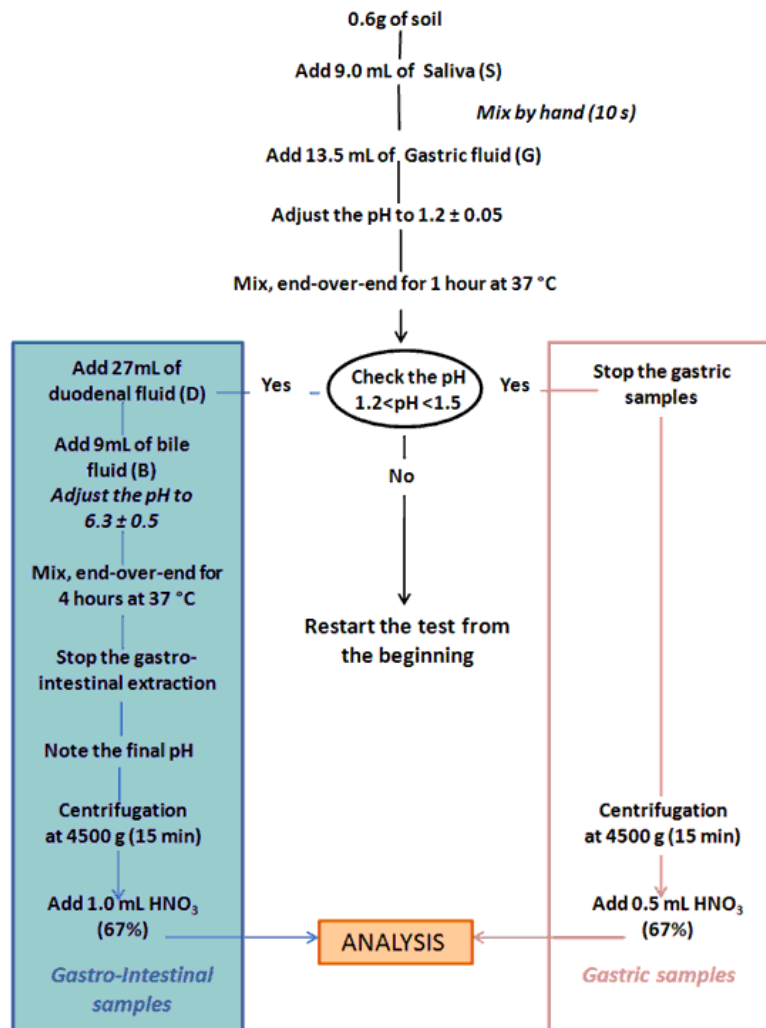 0.6g of soil
Add 9.0 mL of Saliva (S)
Mix by hand (10 s)
Add 13.5 mL of Gastric fluid (G)
Adjust the pH to 1.2 ± 0.05
Mix, end-over-end for 1 hour at 37 °C
Check the pH
1.2<pH <1.5
Yes
Yes
No
Restart the test from
the beginning
Add 27mL of
duodenal fluid (D)
Add 9mL of bile
fluid (B)
Adjust the pH to
6.3 ± 0.5
Mix, end-over-end for
4 hours at 37 °C
Stop the gastro-
intestinal extraction
Note the final pH
Centrifugation
at 4500 g (15 min)
Add 1.0 mL HNO₃
(67%)
Gastro-Intestinal
samples
Stop the gastric
samples
Centrifugation
at 4500 g (15 min)
Add 0.5 mL HNO₃
(67%)
Gastric samples
ANALYSIS